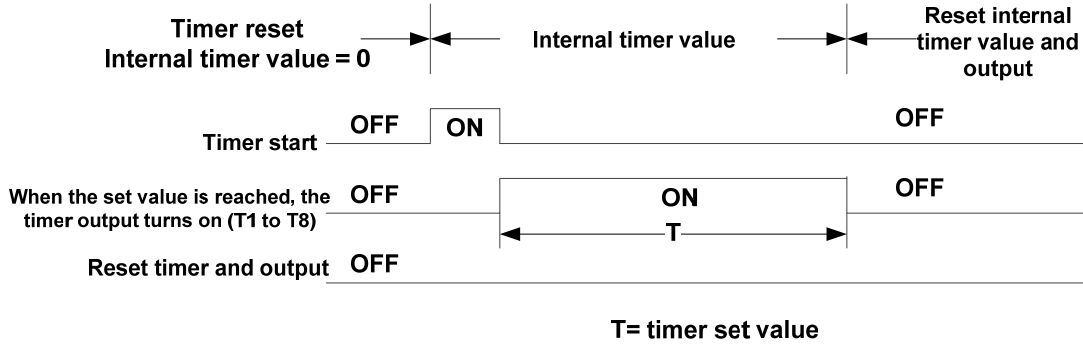 Timer reset
Internal timer value = 0
Internal timer value
Reset internal
timer value and
output
Timer start
OFF
ON
OFF
When the set value is reached, the
timer output turns on (T1 to T8)
OFF
ON
OFF
T
Reset timer and output
OFF
T= timer set value